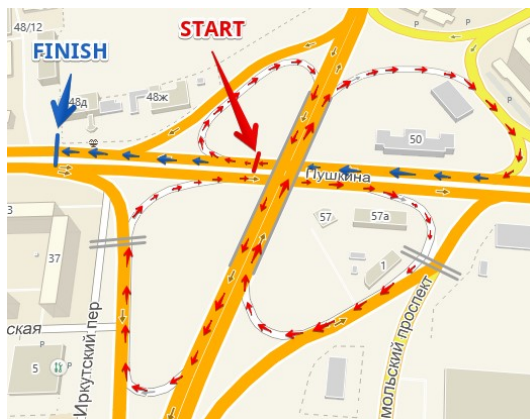 48/12
FINISH
START
48д
48ж
50
Пушкина
3
57
57а
37
1
ская
Иркутский пер
мольский проспект
5
P
P
P
P